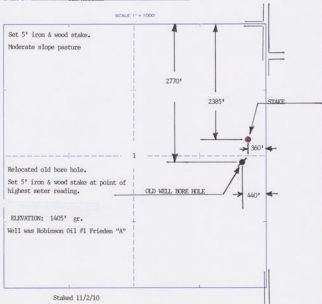 SCALE 1" = 1000'
Set 5' iron & wood stake.
Moderate slope pasture
2770'
2385'
STAKE
360'
1
Relocated old bore hole.
Set 5' iron & wood stake at point of
highest meter reading.
OLD WELL BORE HOLE
440'
ELEVATION: 1405' gr.
Well was Robinson Oil #1 Frieden "A"
Staked 11/2/10